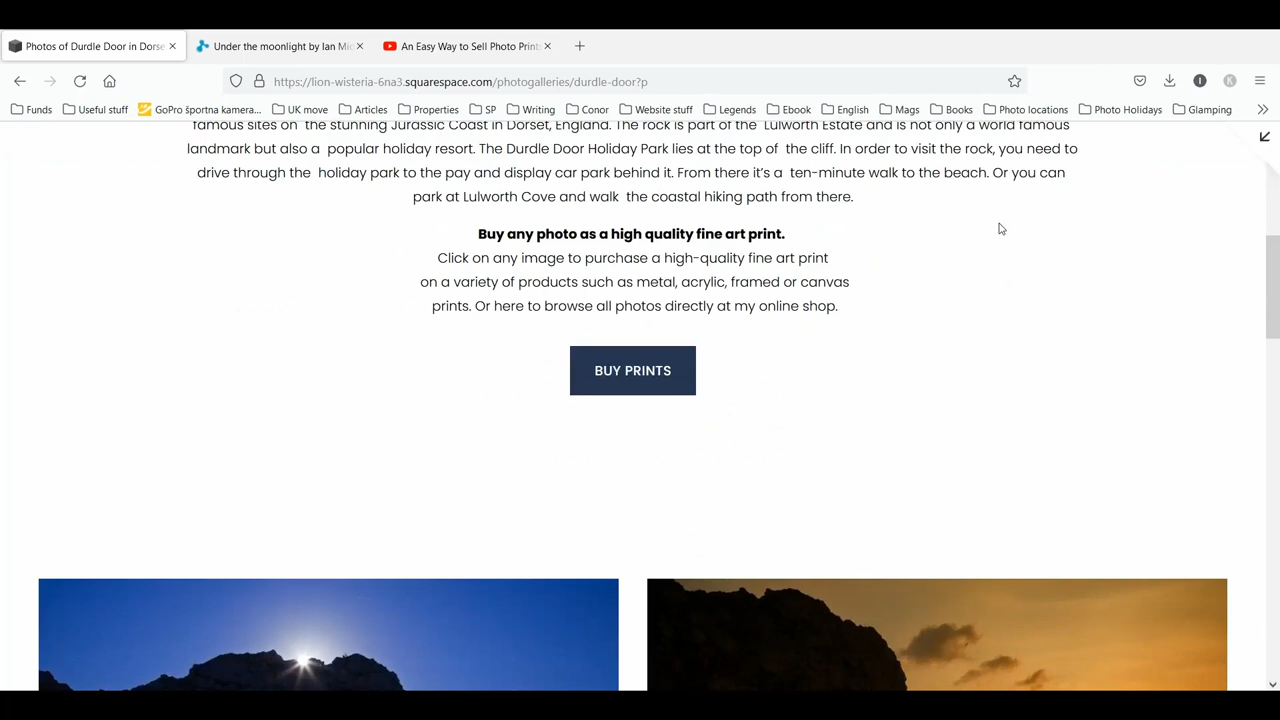 Photos of Durdle Door in Dorse
Under the moonlight by Ian Mid
An Easy Way to Sell Photo Prints
https://lion-wisteria-6na3.squarespace.com/photogalleries/durdle-door?p
Funds Useful stuff GoPro športna kamera... UK move Articles Properties SP Writing Conor Website stuff Legends Ebook English Mags Books Photo locations Photo Holidays Glamping
famous sites on the stunning Jurassic Coast in Dorset, England. The rock is part of the Lulworth Estate and is not only a world famous
landmark but also a popular holiday resort. The Durdle Door Holiday Park lies at the top of the cliff. In order to visit the rock, you need to
drive through the holiday park to the pay and display car park behind it. From there it's a ten-minute walk to the beach. Or you can
park at Lulworth Cove and walk the coastal hiking path from there.
Buy any photo as a high quality fine art print.
Click on any image to purchase a high-quality fine art print
on a variety of products such as metal, acrylic, framed or canvas
prints. Or here to browse all photos directly at my online shop.
BUY PRINTS